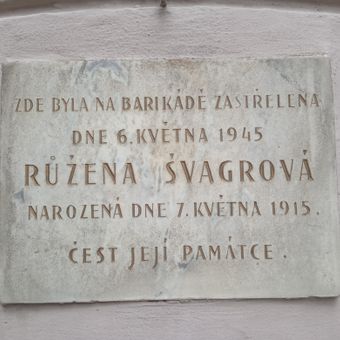 ZDE BYLA NA BARIKÁDĚ ZASTŘELENA
DNE 6. KVĚTNA 1945
RŮŽENA ŠVAGROVÁ
NAROZENÁ DNE 7. KVĚTNA 1915.
ČEST JEJÍ PAMÁTCE.